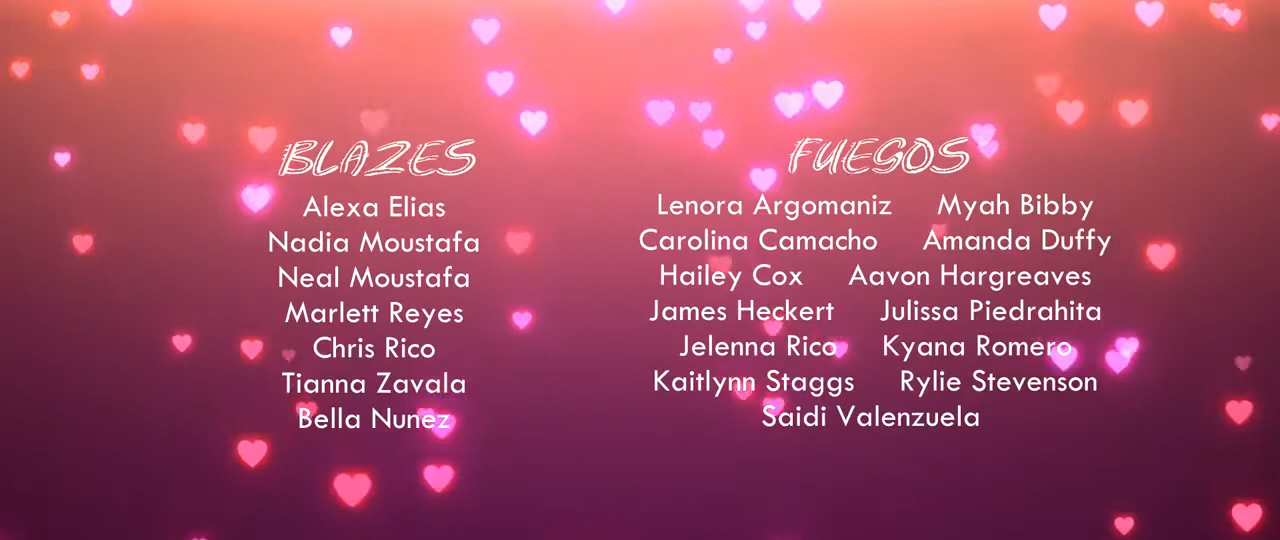 BLAZES
Alexa Elias
Nadia Moustafa
Neal Moustafa
Marlett Reyes
Chris Rico
Tianna Zavala
Bella Nunez
FUEGOS
Lenora Argomaniz Myah Bibby
Carolina Camacho Amanda Duffy
Hailey Cox Aavon Hargreaves
James Heckert Julissa Piedrahita
Jelenna Rico Kyana Romero
Kaitlynn Staggs Rylie Stevenson
Saidi Valenzuela